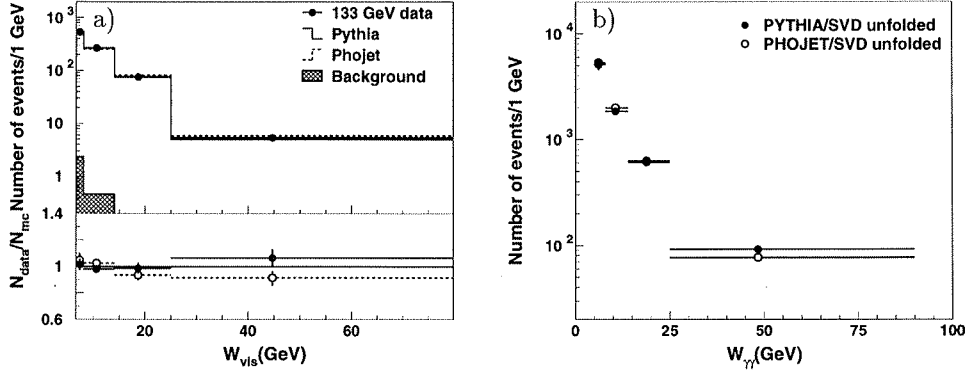 a)
133 GeV data
Pythia
Phojet
Background
10³
10²
10
1
1.4
1
0.6
N_data/N_mc Number of events/1 GeV
20 40 60
W_vis(GeV)
b)
PYTHIA/SVD unfolded
PHOJET/SVD unfolded
10⁴
10³
10²
Number of events/1 GeV
0 25 50 75 100
W_γγ(GeV)